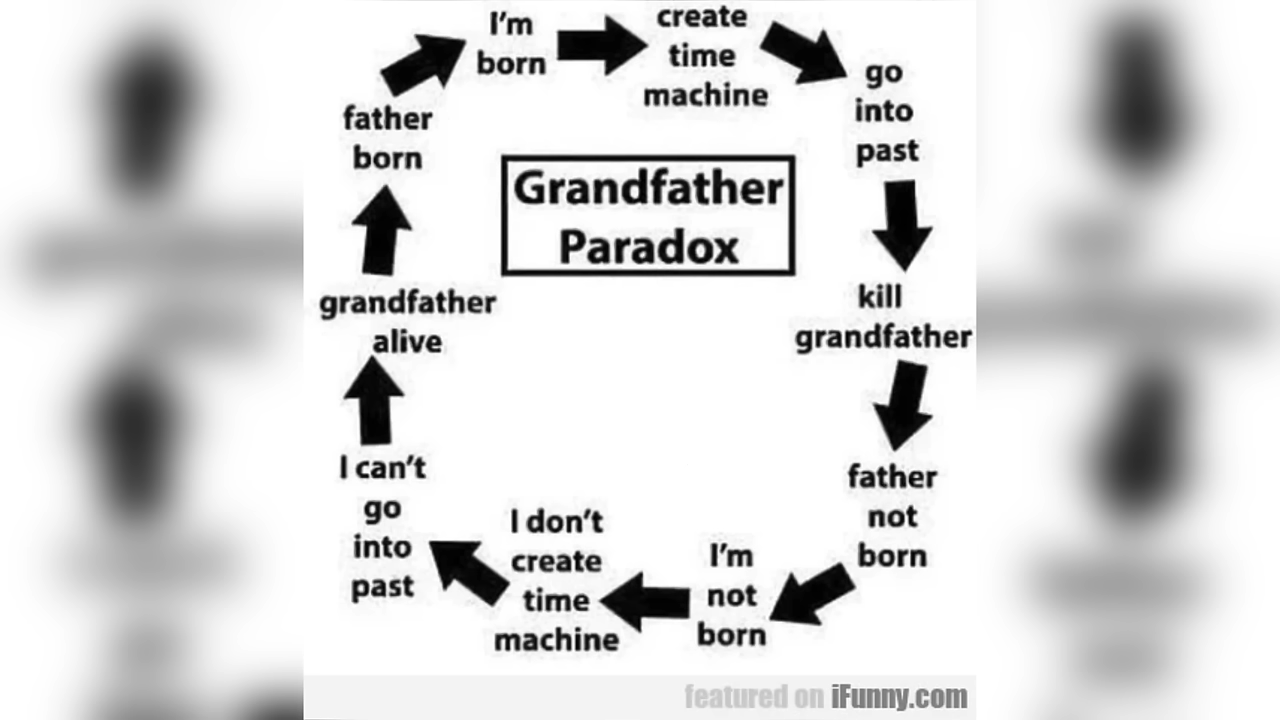 Grandfather
Paradox
I'm
born
create
time
machine
go
into
past
kill
grandfather
father
not
born
I'm
not
born
I don't
create
time
machine
I can't
go
into
past
grandfather
alive
father
born
featured on iFunny.com